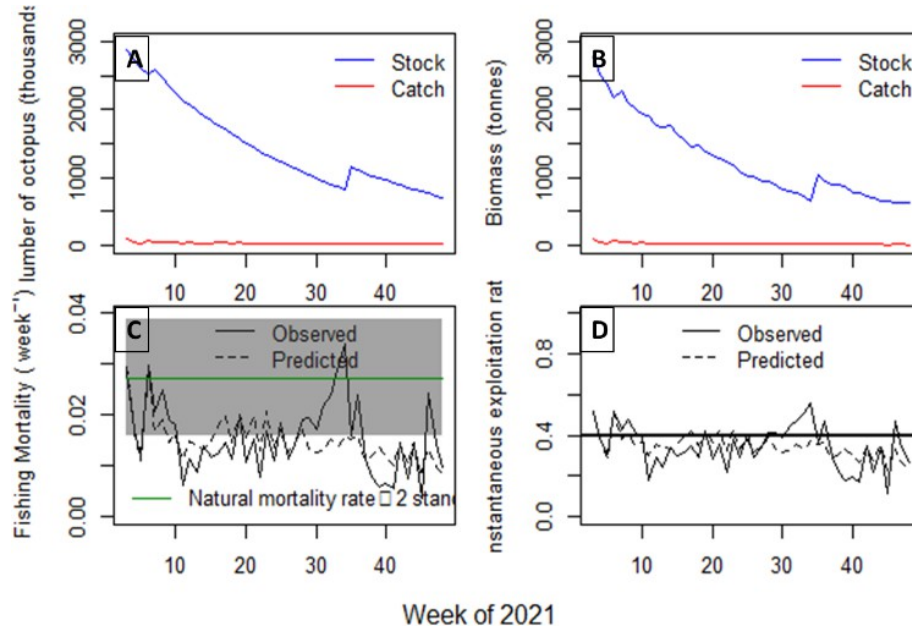 A
Stock
Catch
lumber of octopus (thousands
0 1000 2000 3000
10 20 30 40
B
Stock
Catch
Biomass (tonnes)
0 1000 2000 3000
10 20 30 40
C
Observed
Predicted
Natural mortality rate□2 stand
Fishing Mortality ( week⁻¹)
0.00 0.02 0.04
10 20 30 40
D
Observed
Predicted
nstantaneous exploitation rat
0.0 0.4 0.8
10 20 30 40
Week of 2021